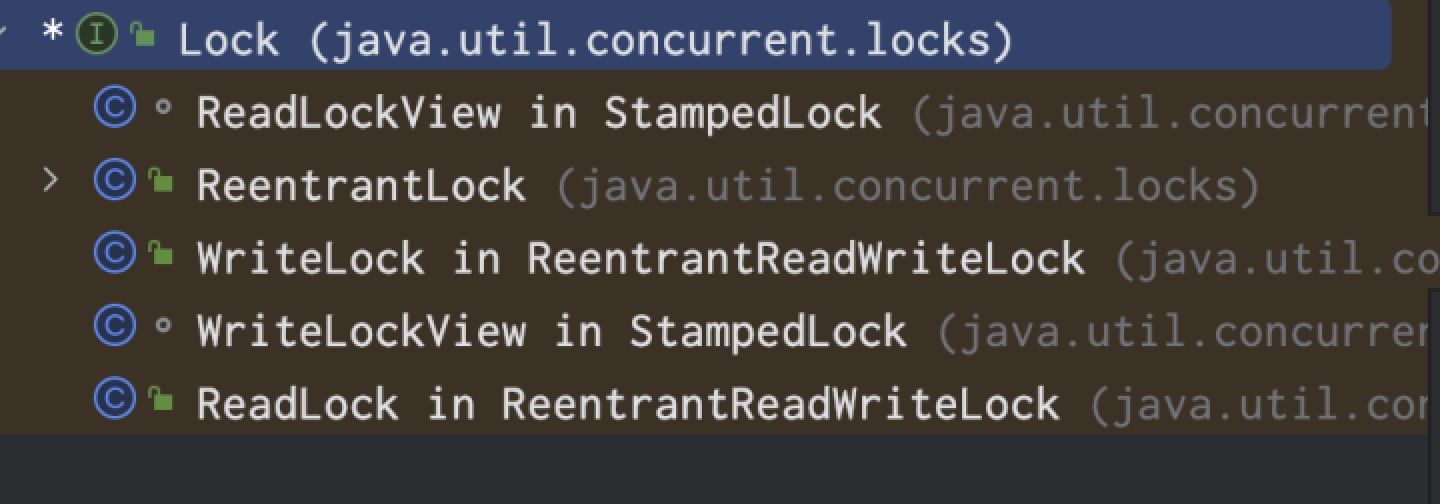 * I Lock (java.util.concurrent.locks)
C ReadLockView in StampedLock (java.util.concurrent
C ReentrantLock (java.util.concurrent.locks)
C WriteLock in ReentrantReadWriteLock (java.util.co
C WriteLockView in StampedLock (java.util.concurren
C ReadLock in ReentrantReadWriteLock (java.util.con